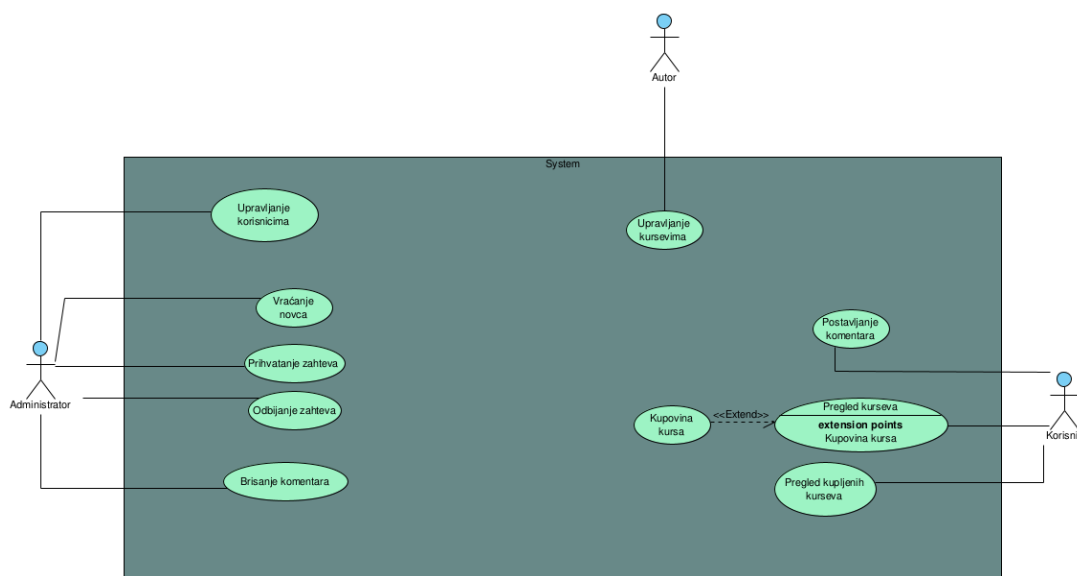 Autor
System
Upravljanje
korisnicima
Upravljanje
kursevima
Vraćanje
novca
Postavljanje
komentara
Prihvatanje zahteva
Administrator
Odbijanje zahteva
Kupovina
kursa
<<Extend>>
Pregled kurseva
extension points
Kupovina kursa
Korisni
Brisanje komentara
Pregled kupljenih
kurseva